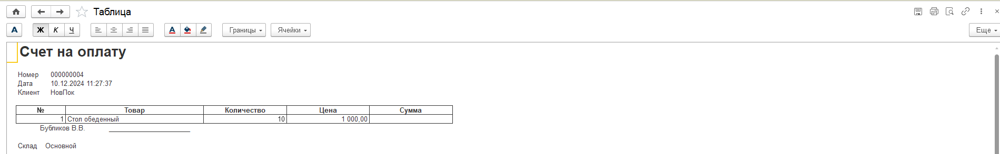 Таблица
А Ж К Ч А Границы Ячейки Еще
Счет на оплату
Номер 000000004
Дата 10.12.2024 11:27:37
Клиент НовПок
№ Товар Количество Цена Сумма
1 Стол обеденный 10 1 000,00
Бубликов В.В.
Склад Основной